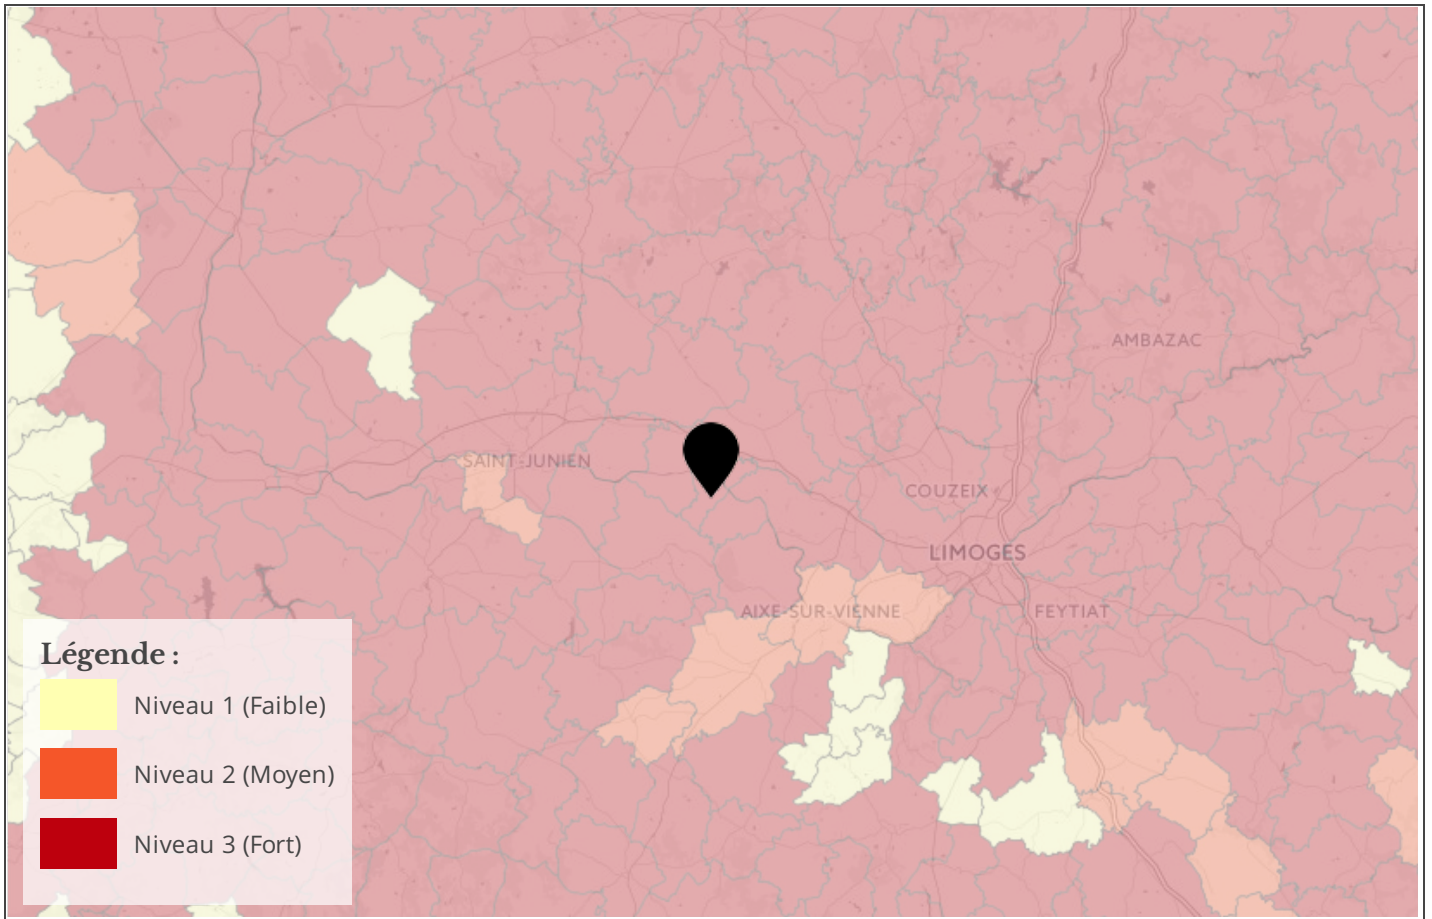 AMBAZAC
SAINT-JUNIEN
COUZEIX
LIMOGES
AIXE-SUR-VIENNE
FEYTIAT
Légende :
Niveau 1 (Faible)
Niveau 2 (Moyen)
Niveau 3 (Fort)